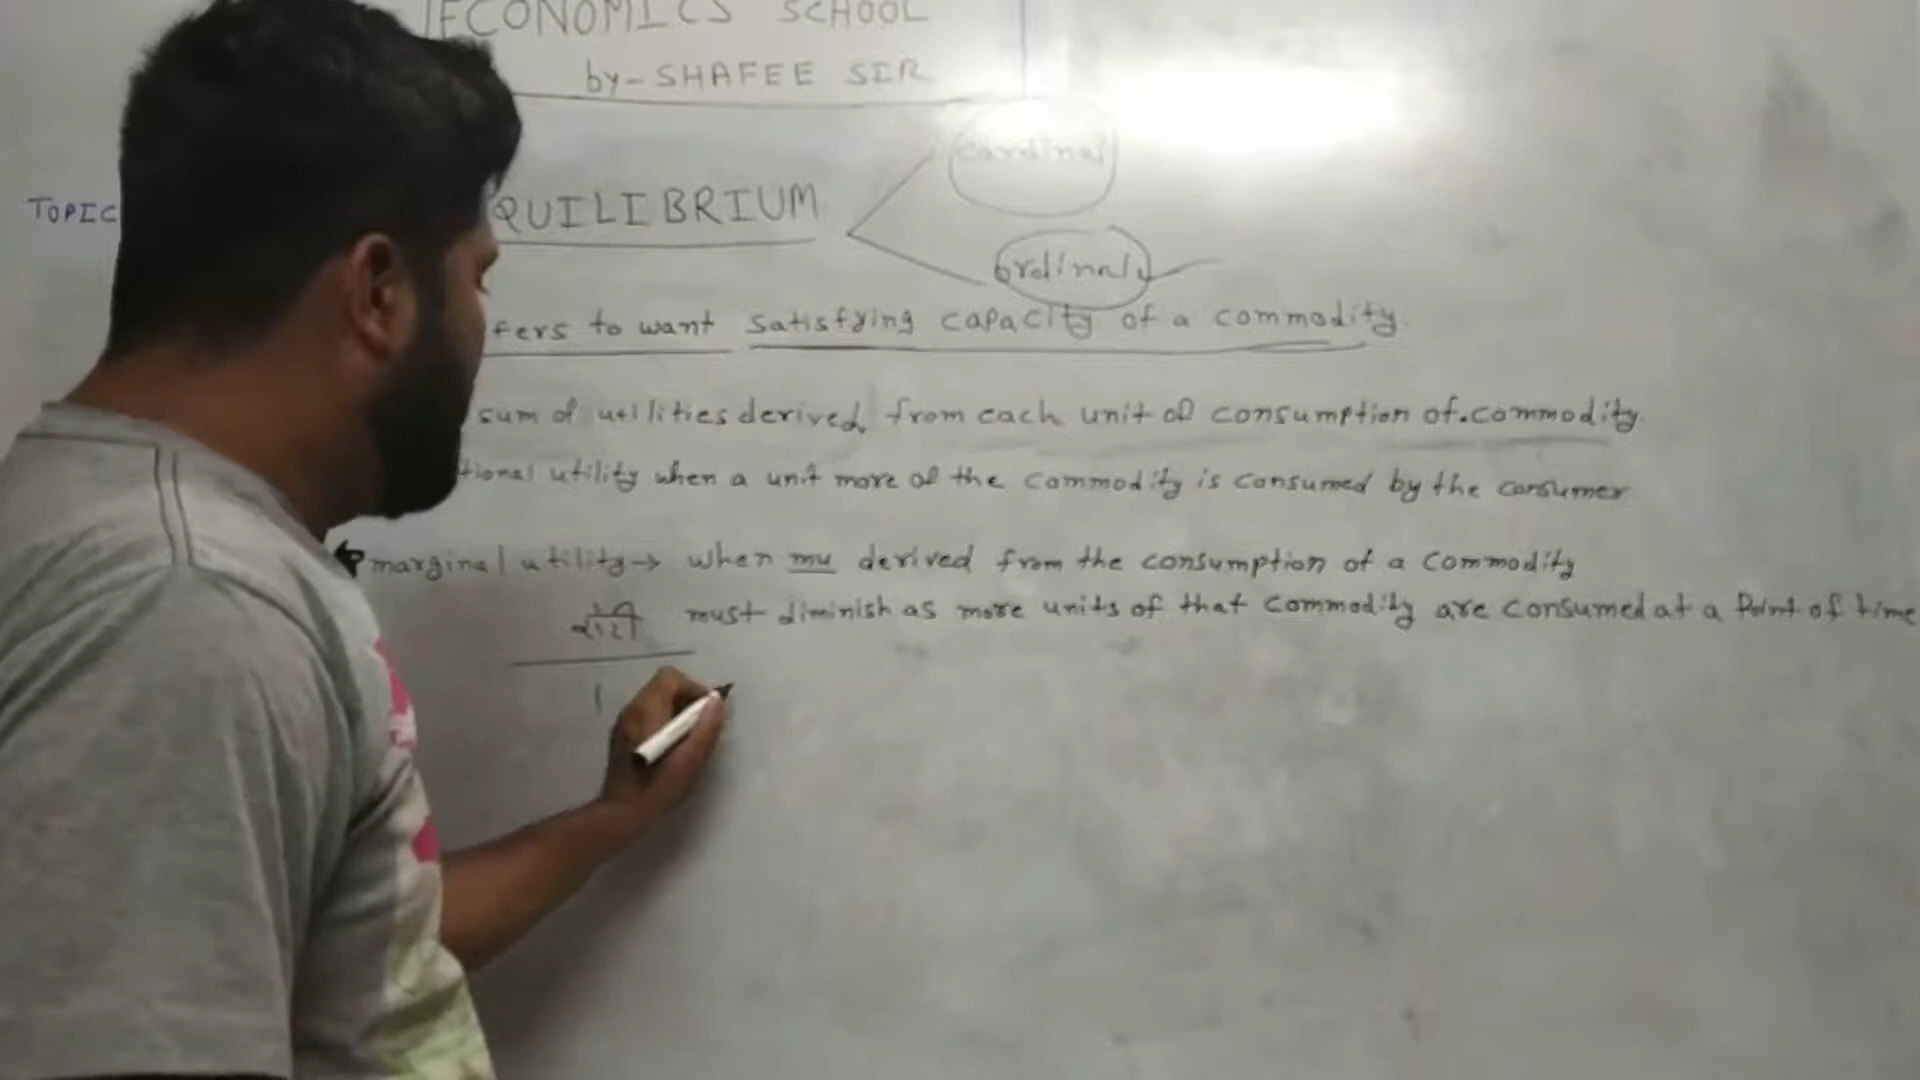 ECONOMICS SCHOOL
by-SHAFEE SIR
cardinal
TOPIC QUILIBRIUM
ordinal
fers to want satisfying capacity of a commodity.
sum of utilities derived from each unit of consumption of commodity.
tional utility when a unit more of the commodity is consumed by the consumer
marginal utility → when mu derived from the consumption of a commodity
must diminish as more units of that commodity are consumed at a Point of time
1